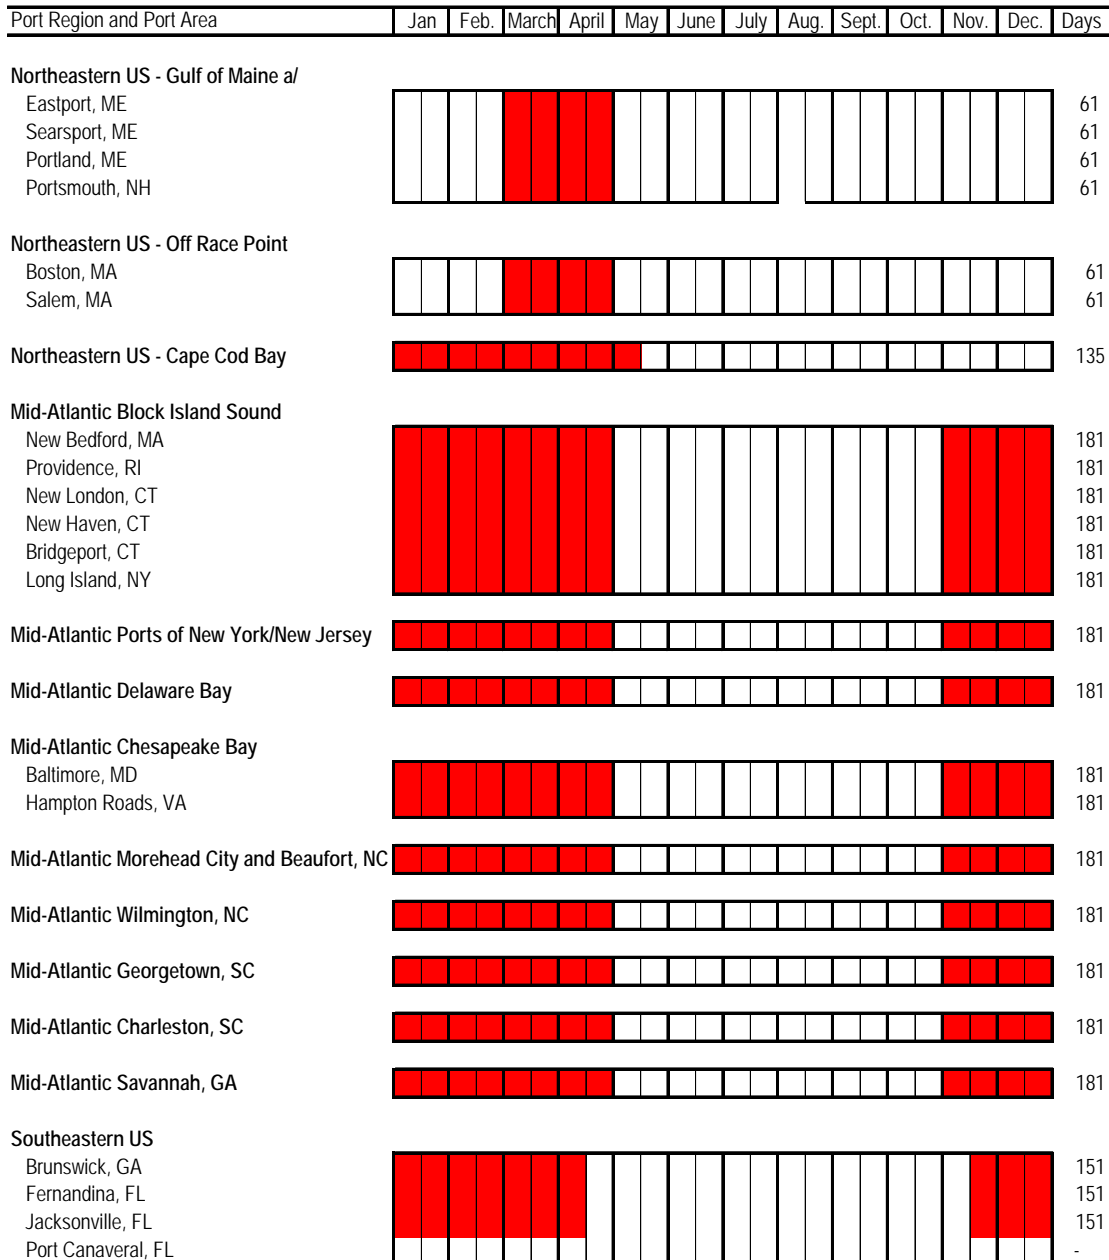 Port Region and Port Area Jan Feb. March April May June July Aug. Sept. Oct. Nov. Dec. Days
Northeastern US - Gulf of Maine a/
Eastport, ME 61
Searsport, ME 61
Portland, ME 61
Portsmouth, NH 61
Northeastern US - Off Race Point
Boston, MA 61
Salem, MA 61
Northeastern US - Cape Cod Bay 135
Mid-Atlantic Block Island Sound
New Bedford, MA 181
Providence, RI 181
New London, CT 181
New Haven, CT 181
Bridgeport, CT 181
Long Island, NY 181
Mid-Atlantic Ports of New York/New Jersey 181
Mid-Atlantic Delaware Bay 181
Mid-Atlantic Chesapeake Bay
Baltimore, MD 181
Hampton Roads, VA 181
Mid-Atlantic Morehead City and Beaufort, NC 181
Mid-Atlantic Wilmington, NC 181
Mid-Atlantic Georgetown, SC 181
Mid-Atlantic Charleston, SC 181
Mid-Atlantic Savannah, GA 181
Southeastern US
Brunswick, GA 151
Fernandina, FL 151
Jacksonville, FL 151
Port Canaveral, FL -